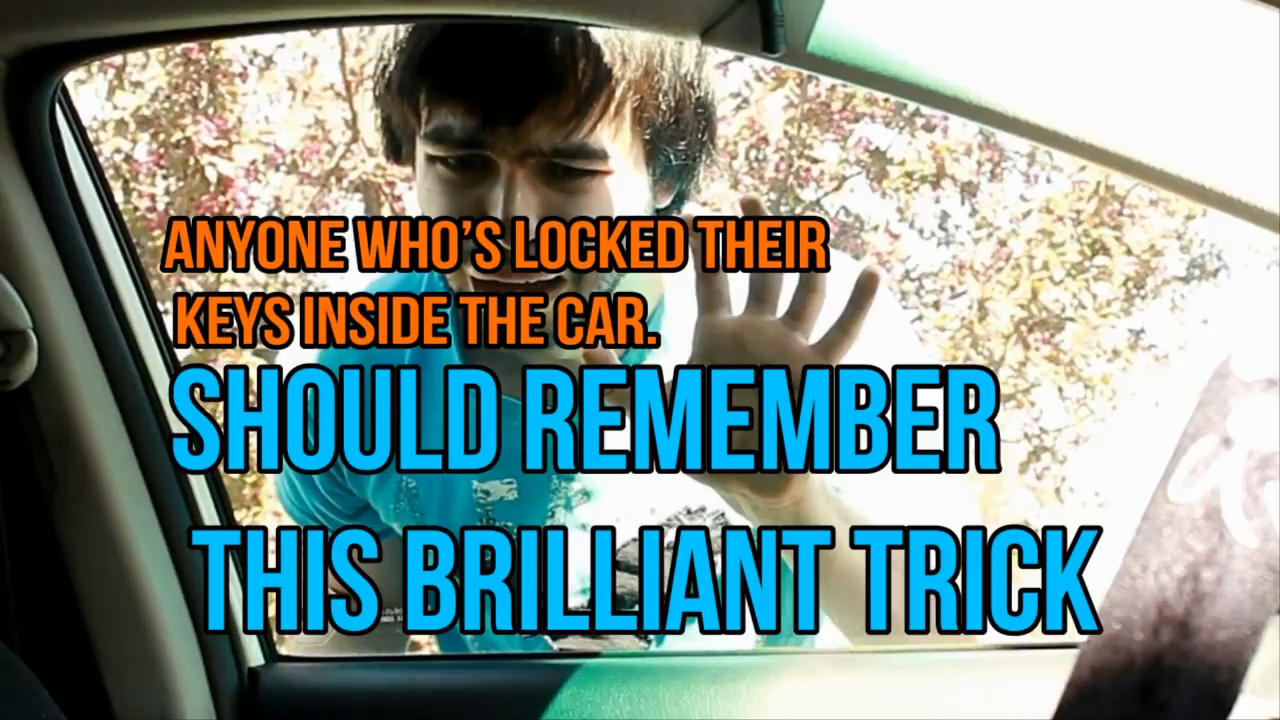 ANYONE WHO'S LOCKED THEIR
KEYS INSIDE THE CAR.
SHOULD REMEMBER
THIS BRILLIANT TRICK